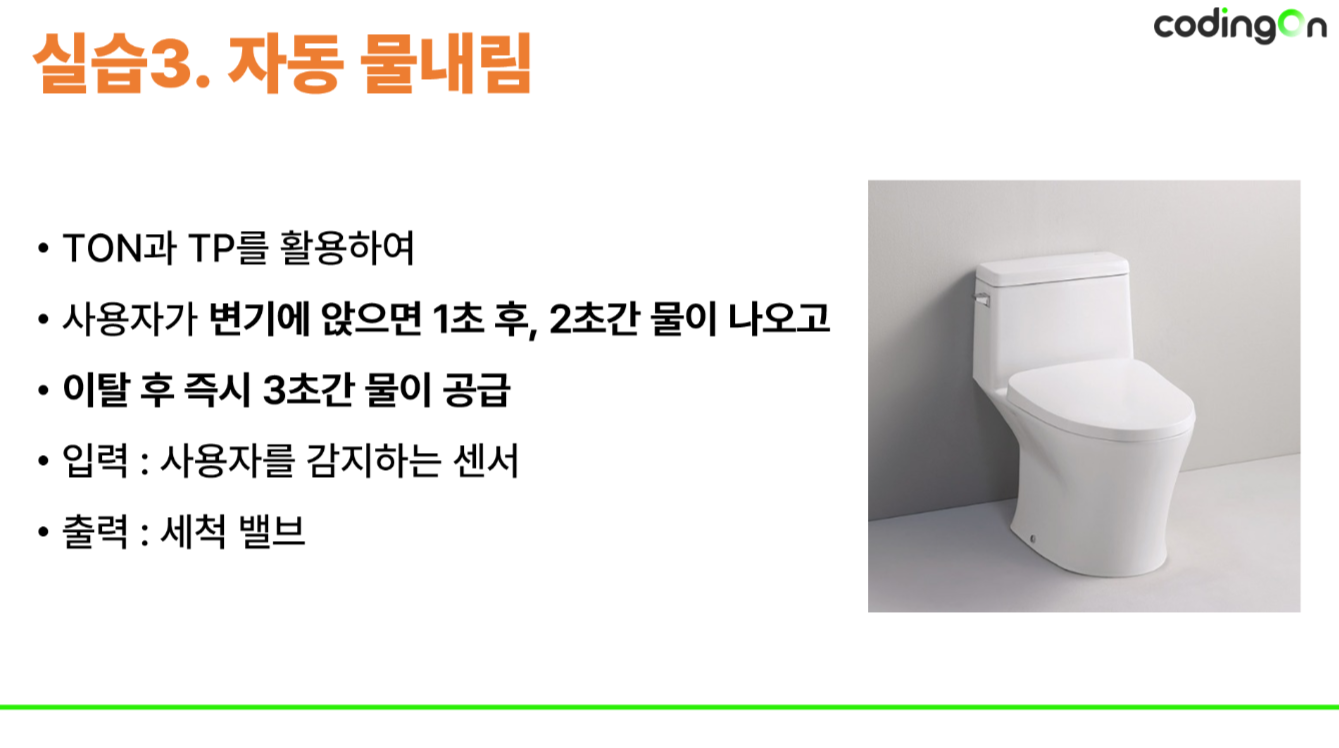 codingOn
실습3. 자동 물내림
• TON과 TP를 활용하여
• 사용자가 변기에 앉으면 1초 후, 2초간 물이 나오고
• 이탈 후 즉시 3초간 물이 공급
• 입력 : 사용자를 감지하는 센서
• 출력 : 세척 밸브